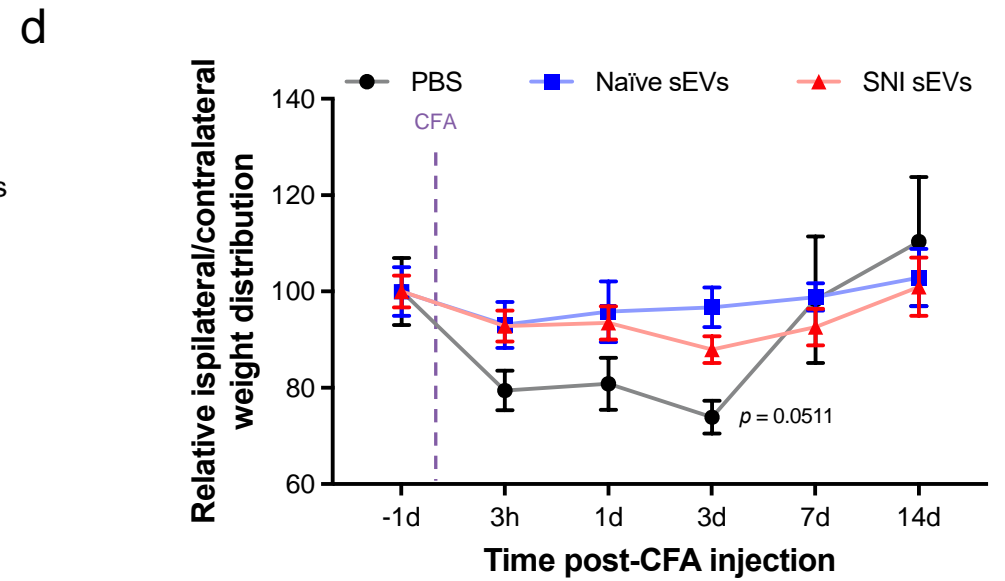 d
s
PBS
Naïve sEVs
SNI sEVs
CFA
Relative ispilateral/contralateral
weight distribution
140
120
100
80
60
p = 0.0511
-1d
3h
1d
3d
7d
14d
Time post-CFA injection